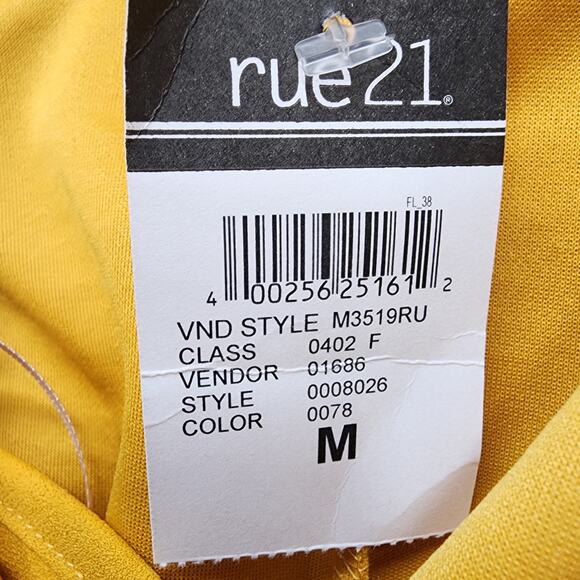 rue21®
FL_38
4 00256 25161 2
VND STYLE M3519RU
CLASS 0402 F
VENDOR 01686
STYLE 0008026
COLOR 0078
M